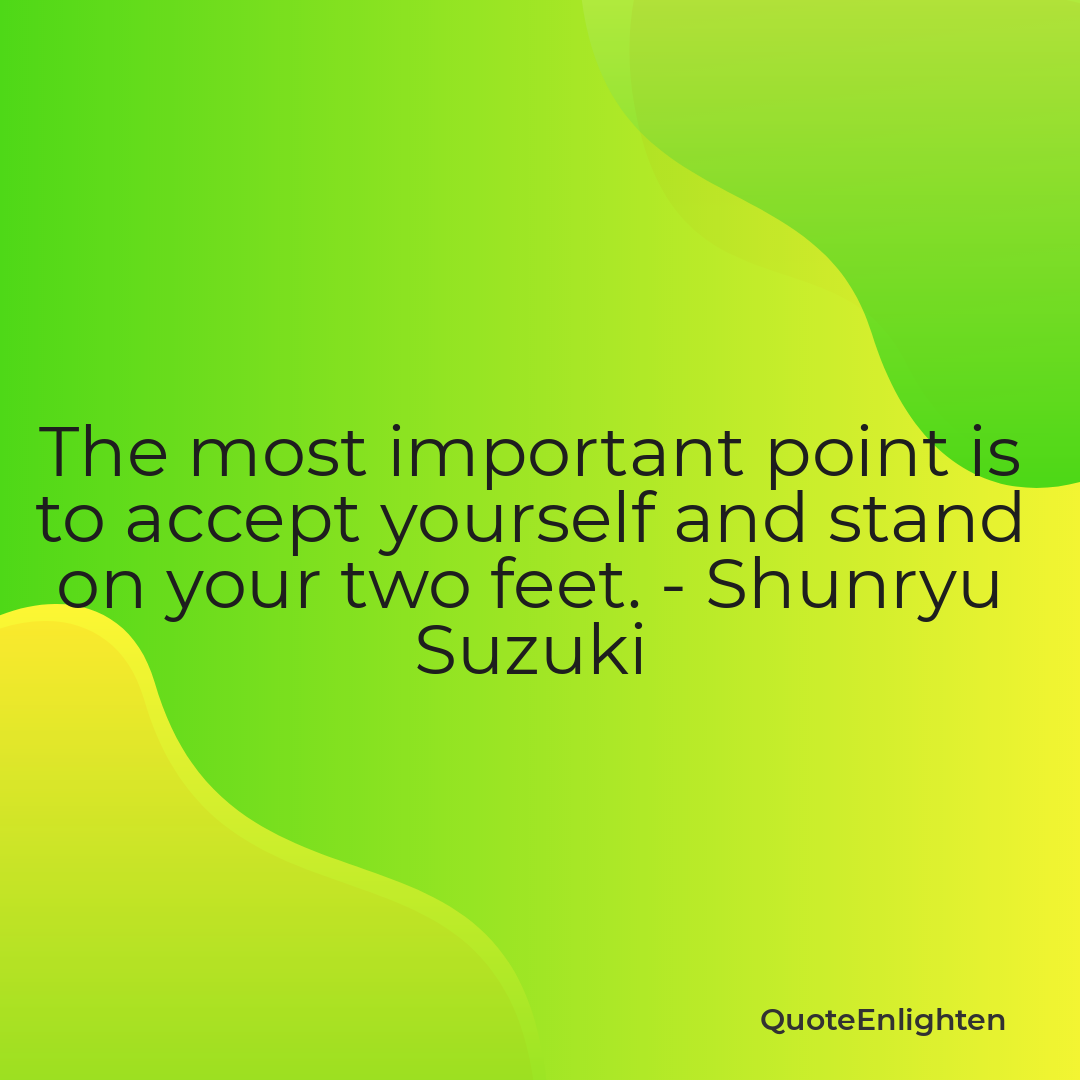 The most important point is
to accept yourself and stand
on your two feet. - Shunryu
Suzuki
QuoteEnlighten